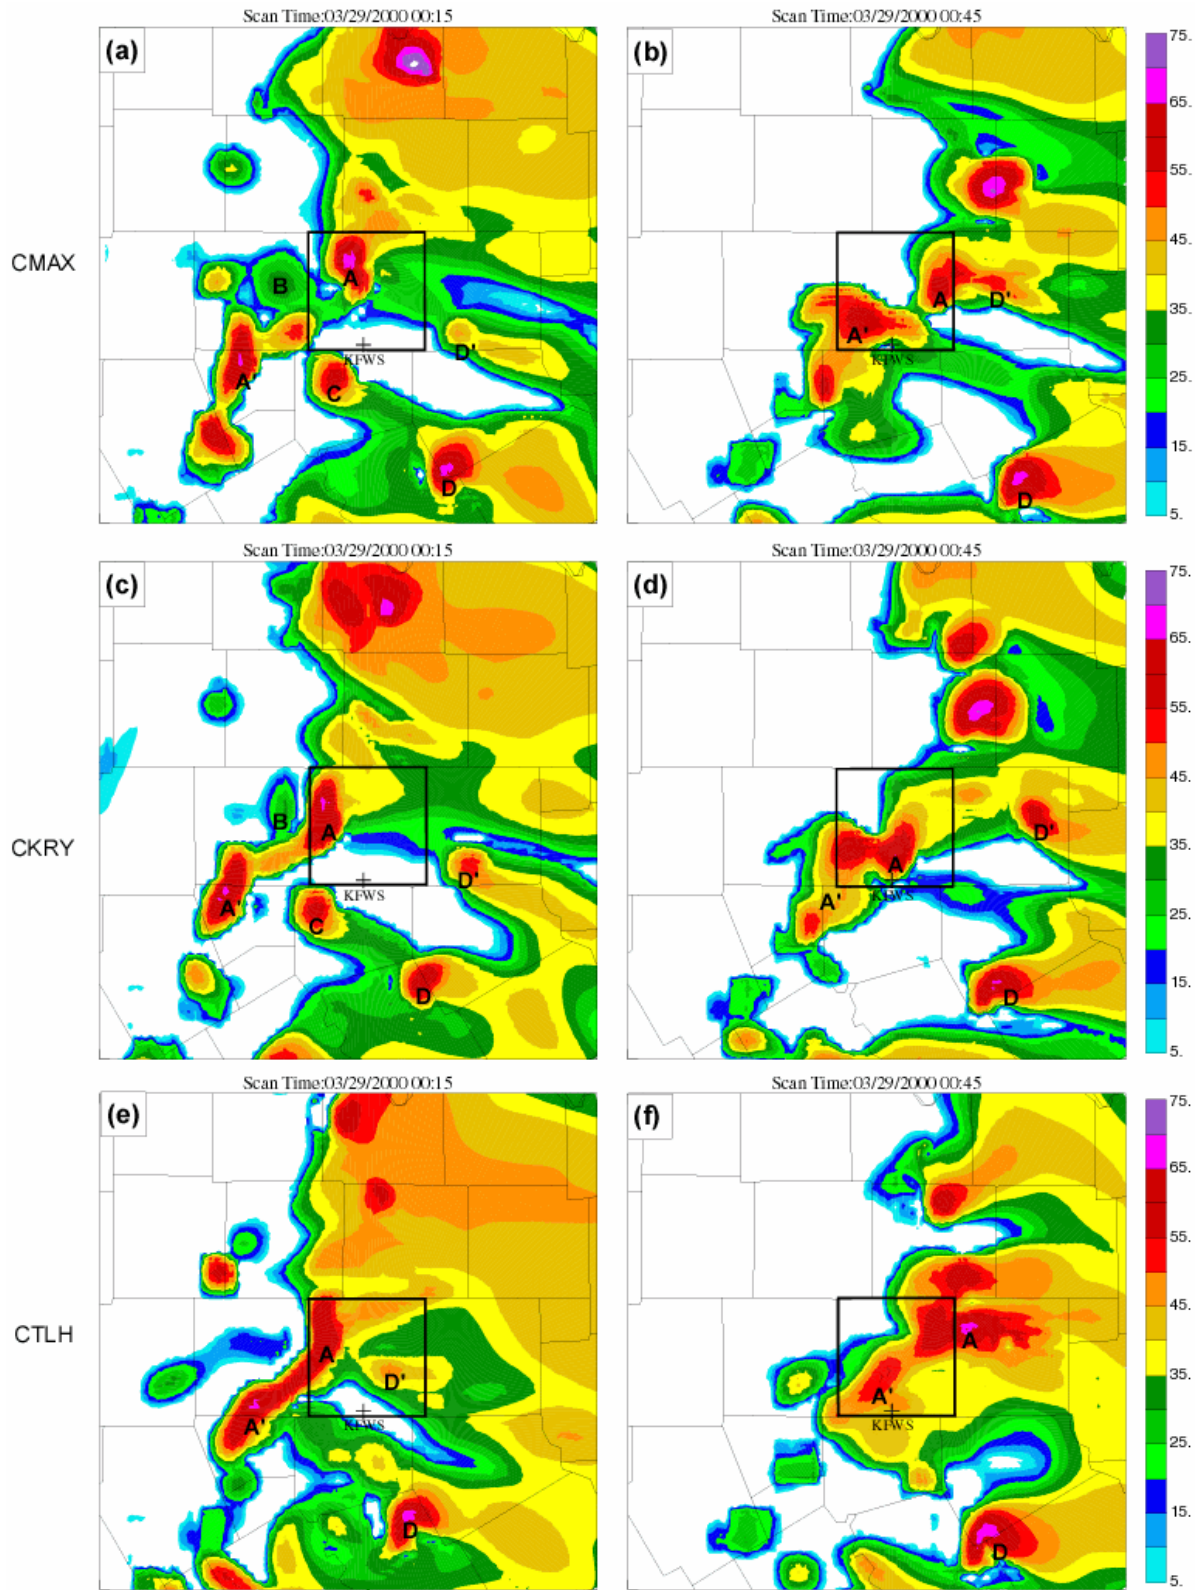 Scan Time:03/29/2000 00:15
Scan Time:03/29/2000 00:45
(a)
(b)
CMAX
B
A
A'
D'
KFWS
C
D
A
D'
A'
KFWS
D
75.
65.
55.
45.
35.
25.
15.
5.
Scan Time:03/29/2000 00:15
Scan Time:03/29/2000 00:45
(c)
(d)
CKRY
B
A
A'
D'
KFWS
C
D
D'
A
A'
KFWS
D
75.
65.
55.
45.
35.
25.
15.
5.
Scan Time:03/29/2000 00:15
Scan Time:03/29/2000 00:45
(e)
(f)
CTLH
A
D'
A'
KFWS
D
A
A'
KFWS
D
75.
65.
55.
45.
35.
25.
15.
5.